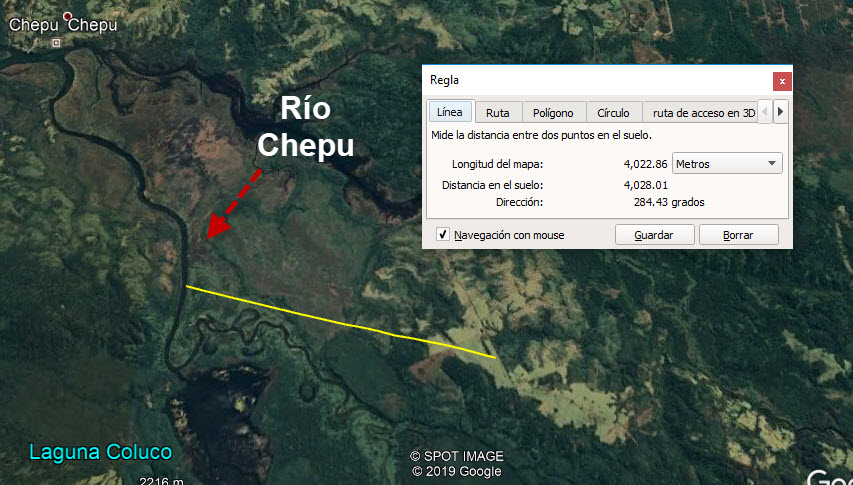 Chepu Chepu
Río
Chepu
Regla
Línea Ruta Polígono Círculo ruta de acceso en 3D
Mide la distancia entre dos puntos en el suelo.
Longitud del mapa: 4,022.86 Metros
Distancia en el suelo: 4,028.01
Dirección: 284.43 grados
Navegación con mouse Guardar Borrar
Laguna Coluco
© SPOT IMAGE
© 2019 Google
2216 m